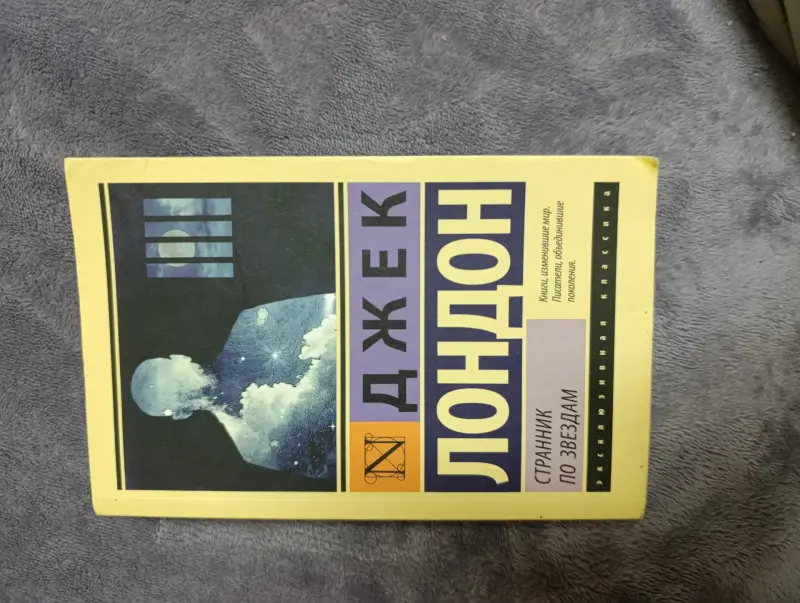 эксклюзивная классика
Книги, изменившие мир.
Писатели, объединившие
поколения.
ДЖЕК
ЛОНДОН
СТРАННИК
ПО ЗВЕЗДАМ
N